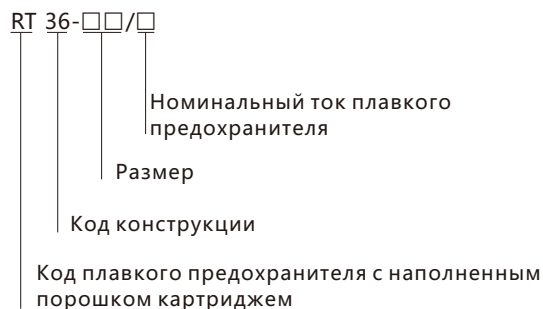 RT 36-□□/□
Номинальный ток плавкого
предохранителя
Размер
Код конструкции
Код плавкого предохранителя с наполненным
порошком картриджем